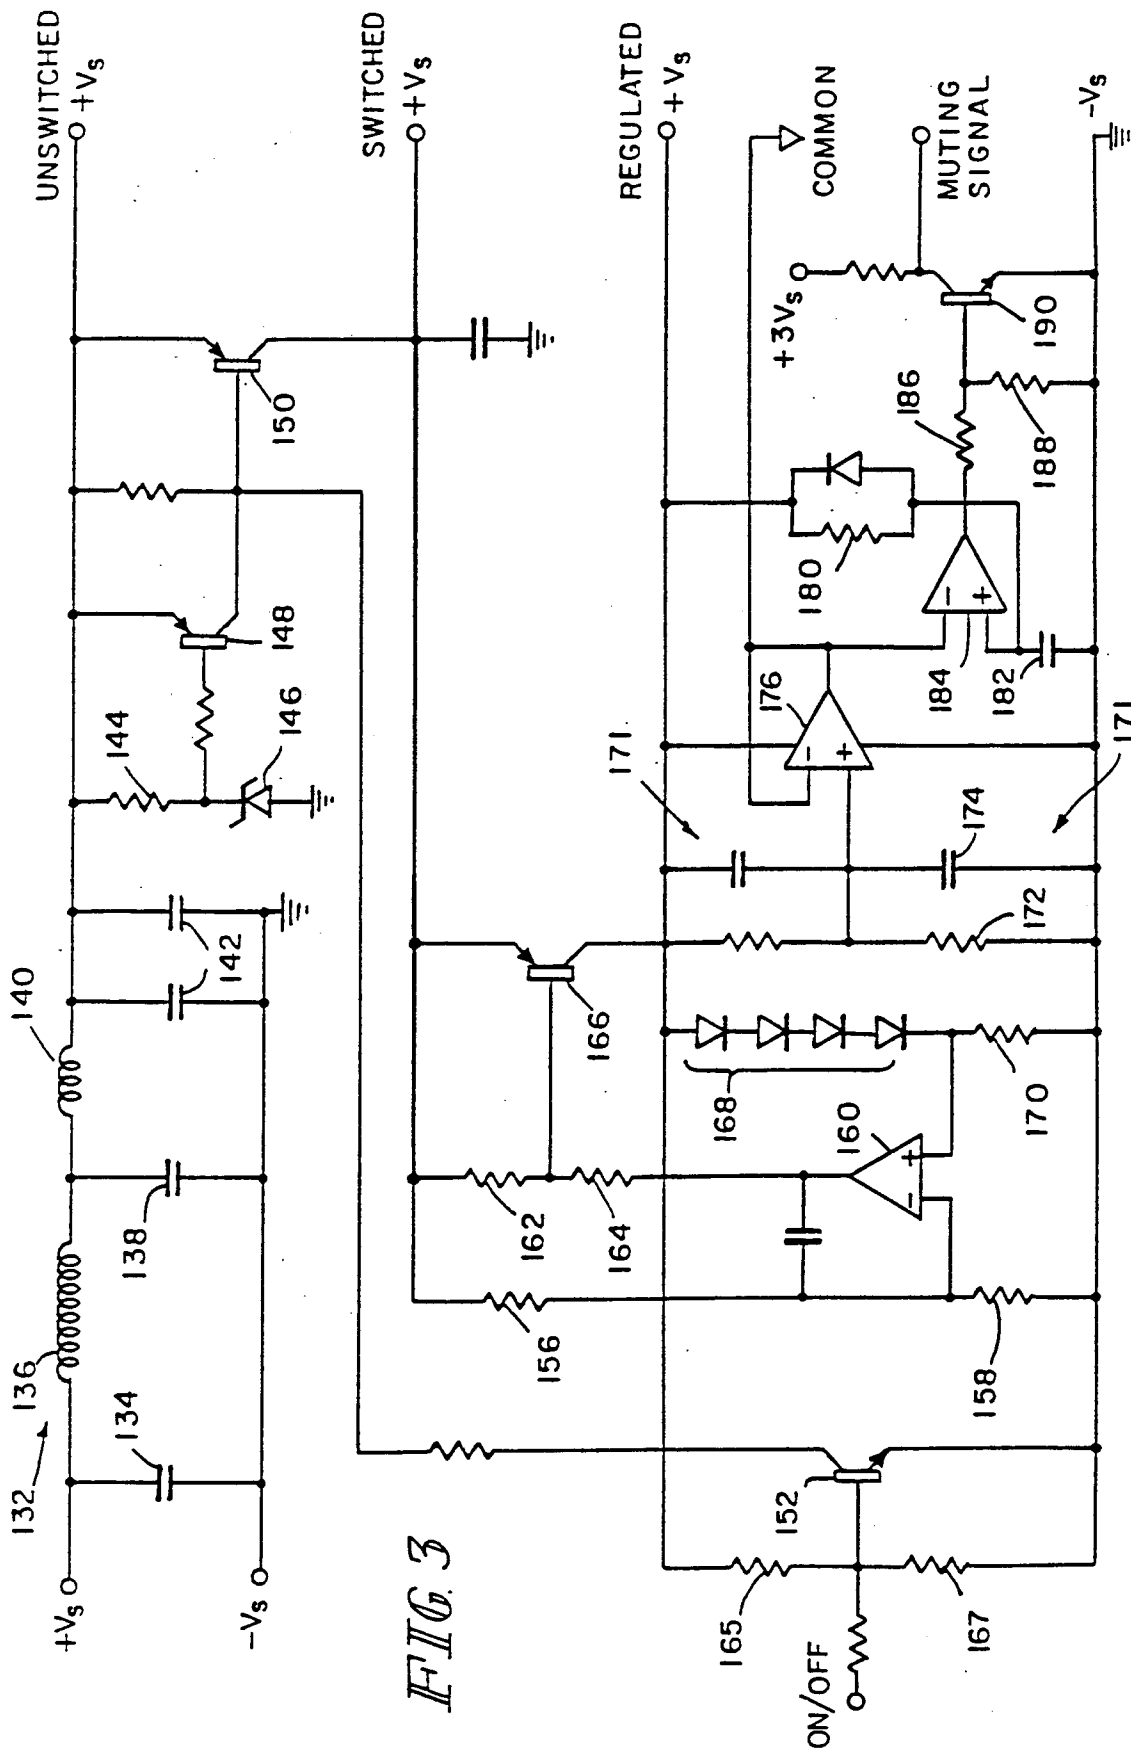 UNSWITCHED
+Vs
132
136
140
144
+Vs
134
138
142
146
148
150
-Vs
SWITCHED
+Vs
FIG. 3
156
162
164
166
REGULATED
+Vs
COMMON
171
176
+3Vs
180
186
MUTING
SIGNAL
165
152
168
160
190
ON/OFF
167
158
170
172
174
184
182
188
171
-Vs
- +
- +
- +